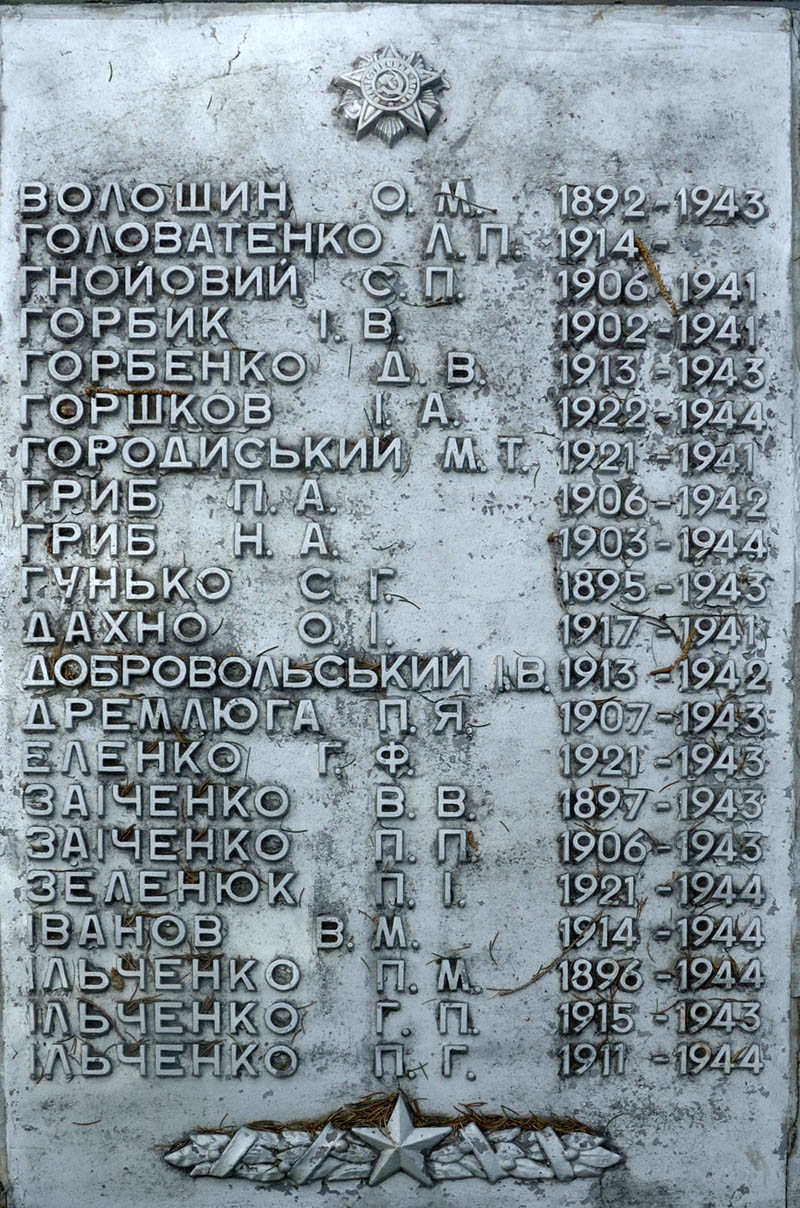 ВОЛОШИН О. М. 1892-1943
ГОЛОВАТЕНКО Л.П. 1914-
ГНОЙОВИЙ С.П. 1906-1941
ГОРБИК І. В. 1902-1941
ГОРБЕНКО Д. В. 1913-1943
ГОРШКОВ І. А. 1922-1944
ГОРОДИСЬКИЙ М.Т. 1921-1941
ГРИБ П. А. 1906-1942
ГРИБ Н. А. 1903-1944
ГУНЬКО С. Г. 1895-1943
ДАХНО О. І. 1917-1941
ДОБРОВОЛЬСЬКИЙ І.В. 1913-1942
ДРЕМЛЮГА П. Я. 1907-1943
ЕЛЕНКО Г. Ф. 1921-1943
ЗАІЧЕНКО В. В. 1897-1943
ЗАІЧЕНКО П. П. 1906-1943
ЗЕЛЕНЮК П. І. 1921-1944
ІВАНОВ В. М. 1914-1944
ІЛЬЧЕНКО П. М. 1896-1944
ІЛЬЧЕНКО Г. П. 1915-1943
ІЛЬЧЕНКО П. Г. 1911-1944